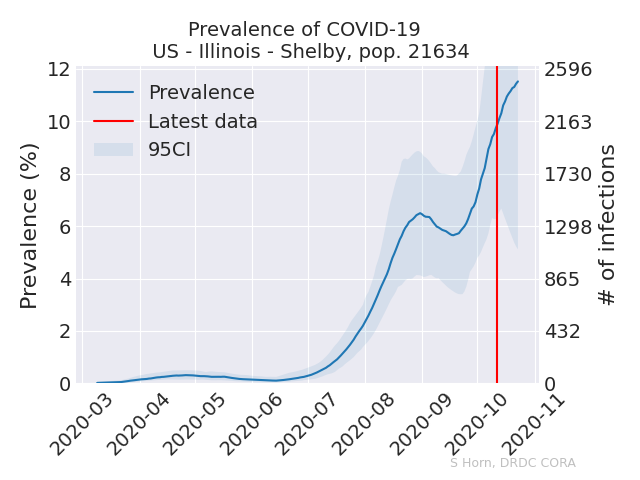 Prevalence of COVID-19
US - Illinois - Shelby, pop. 21634
Prevalence
Latest data
95CI
Prevalence (%)
12
10
8
6
4
2
0
2596
2163
1730
1298
865
432
0
# of infections
2020-03
2020-04
2020-05
2020-06
2020-07
2020-08
2020-09
2020-10
2020-11
S Horn, DRDC CORA